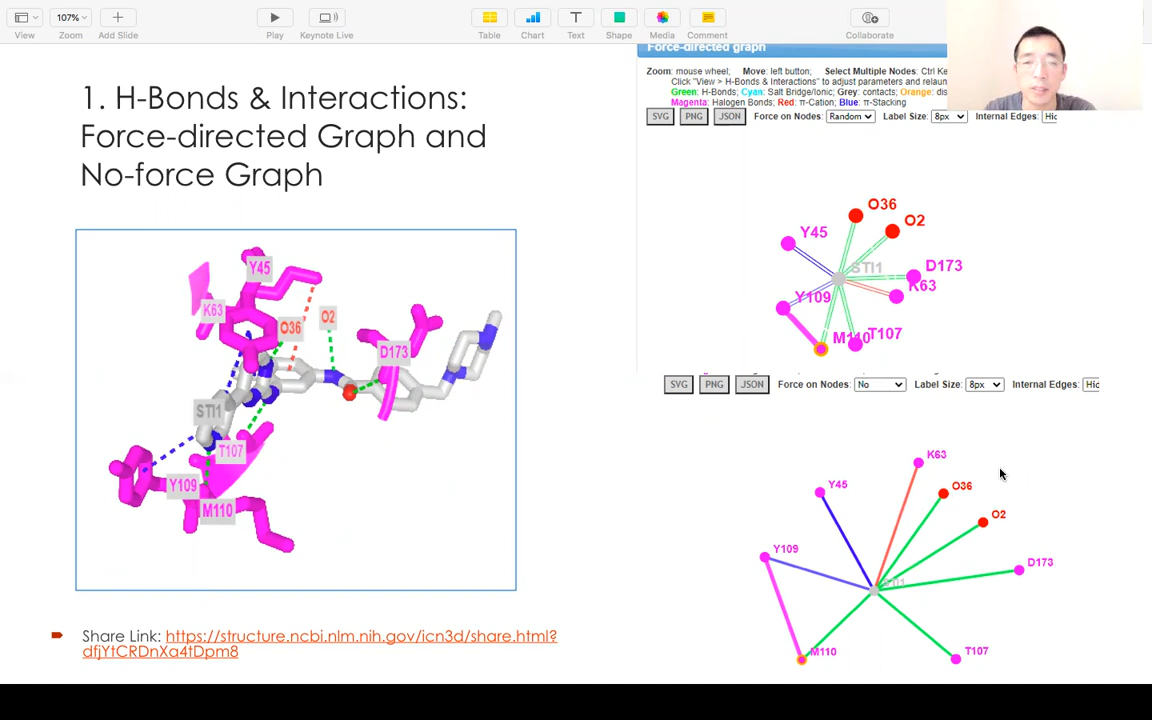 107%
View
Zoom
Add Slide
Play
Keynote Live
Table
Chart
Text
Shape
Media
Comment
Collaborate
1. H-Bonds & Interactions:
Force-directed Graph and
No-force Graph
Y45
K63
O36
O2
D173
STI1
T107
Y109
M110
Share Link: https://structure.ncbi.nlm.nih.gov/icn3d/share.html?
dfjYtCRDnXa4tDpm8
Force-directed graph
Zoom: mouse wheel; Move: left button; Select Multiple Nodes: Ctrl Ke
Click "View > H-Bonds & Interactions" to adjust parameters and relaun
Green: H-Bonds; Cyan: Salt Bridge/Ionic; Grey: contacts; Orange: dis
Magenta: Halogen Bonds; Red: π-Cation; Blue: π-Stacking
SVG PNG JSON Force on Nodes: Random Label Size: 8px Internal Edges: Hic
O36
O2
Y45
STI1
D173
K63
Y109
M110
T107
SVG PNG JSON Force on Nodes: No Label Size: 8px Internal Edges: Hic
K63
Y45
O36
O2
Y109
D173
STI1
M110
T107